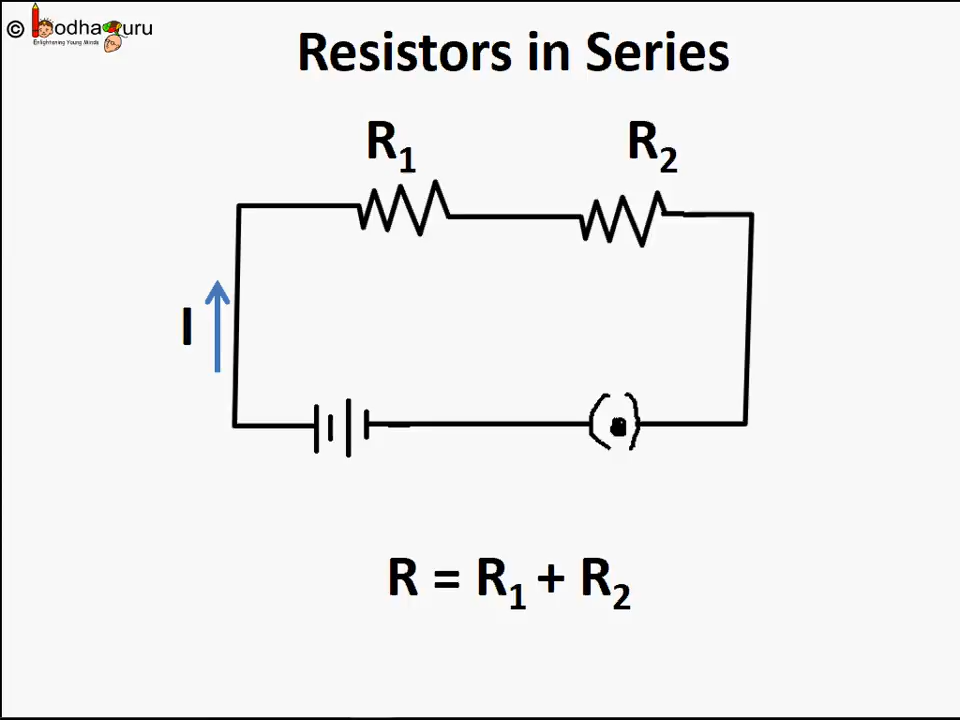 © BodhaGuru
Enlightening Young Minds
Resistors in Series
R₁ R₂
I
R = R₁ + R₂